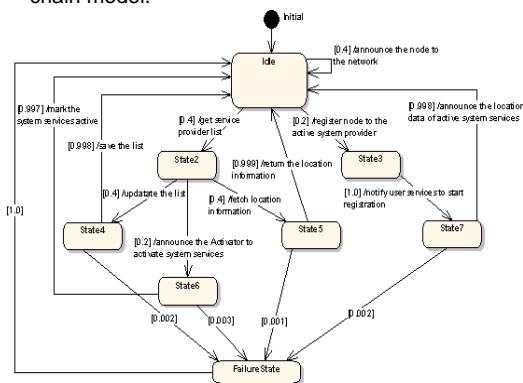 chain model.
Initial
Idle
[0.4] /announce the node to
the network
[0.997] /mark the
system services active
[0.4] /get service
provider list
[0.2] /register node to the
active system provider
[0.998] /announce the location
data of active system services
[0.998] /save the list
[0.999] /return the location
information
State2
State3
[0.4] /updatate the list
[0.4] /fetch location
information
[1.0] /notify user services to start
registration
[1.0]
State4
State5
State7
[0.2] /announce the Activator to
activate system services
State6
[0.002]
[0.003]
[0.001]
[0.002]
FailureState